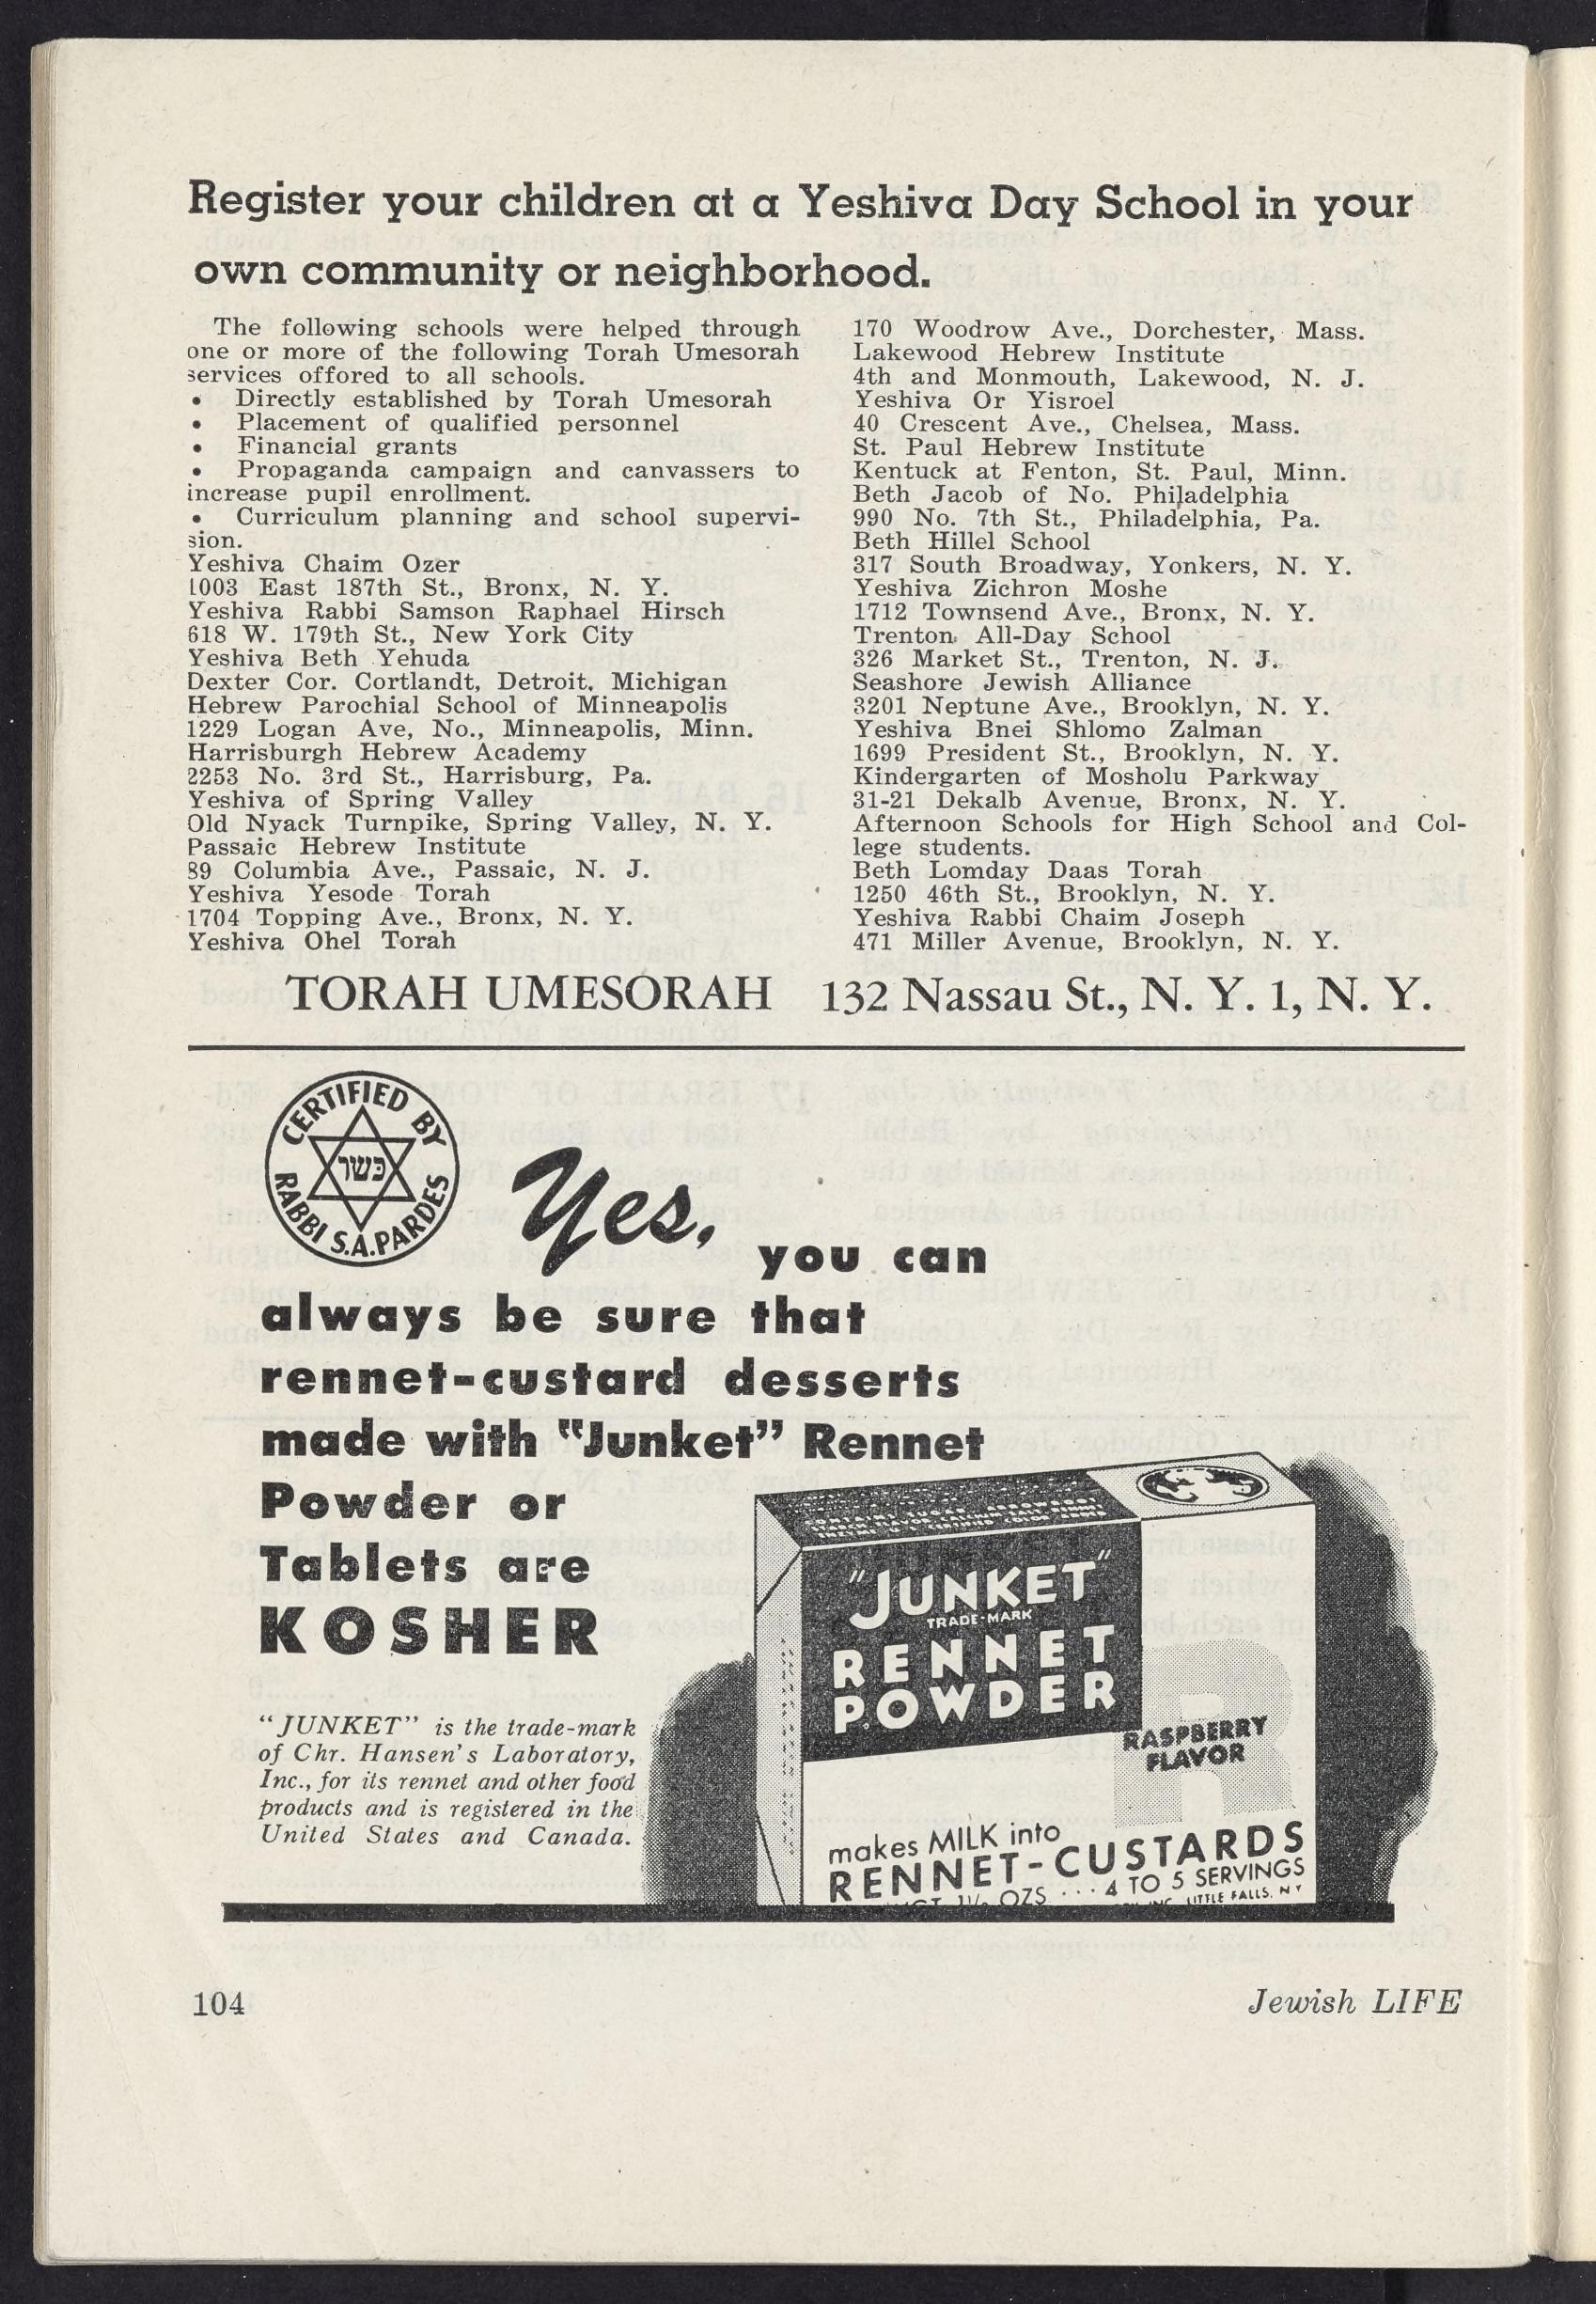 Register your children at a Yeshiva Day School in your
own community or neighborhood.
The following schools were helped through
one or more of the following Torah Umesorah
services offored to all schools.
• Directly established by Torah Umesorah
• Placement of qualified personnel
• Financial grants
• Propaganda campaign and canvassers to
increase pupil enrollment.
• Curriculum planning and school supervi-
sion.
Yeshiva Chaim Ozer
1003 East 187th St., Bronx, N. Y.
Yeshiva Rabbi Samson Raphael Hirsch
618 W. 179th St., New York City
Yeshiva Beth Yehuda
Dexter Cor. Cortlandt, Detroit, Michigan
Hebrew Parochial School of Minneapolis
1229 Logan Ave, No., Minneapolis, Minn.
Harrisburgh Hebrew Academy
2253 No. 3rd St., Harrisburg, Pa.
Yeshiva of Spring Valley
Old Nyack Turnpike, Spring Valley, N. Y.
Passaic Hebrew Institute
89 Columbia Ave., Passaic, N. J.
Yeshiva Yesode Torah
1704 Topping Ave., Bronx, N. Y.
Yeshiva Ohel Torah
170 Woodrow Ave., Dorchester, Mass.
Lakewood Hebrew Institute
4th and Monmouth, Lakewood, N. J.
Yeshiva Or Yisroel
40 Crescent Ave., Chelsea, Mass.
St. Paul Hebrew Institute
Kentuck at Fenton, St. Paul, Minn.
Beth Jacob of No. Philadelphia
990 No. 7th St., Philadelphia, Pa.
Beth Hillel School
317 South Broadway, Yonkers, N. Y.
Yeshiva Zichron Moshe
1712 Townsend Ave., Bronx, N. Y.
Trenton All-Day School
326 Market St., Trenton, N. J.
Seashore Jewish Alliance
3201 Neptune Ave., Brooklyn, N. Y.
Yeshiva Bnei Shlomo Zalman
1699 President St., Brooklyn, N. Y.
Kindergarten of Mosholu Parkway
31-21 Dekalb Avenue, Bronx, N. Y.
Afternoon Schools for High School and Col-
lege students.
Beth Lomday Daas Torah
1250 46th St., Brooklyn, N. Y.
Yeshiva Rabbi Chaim Joseph
471 Miller Avenue, Brooklyn, N. Y.
TORAH UMESORAH 132 Nassau St., N. Y. 1, N. Y.
CERTIFIED BY
כשר
RABBI S.A.PARDES
Yes,
you can
always be sure that
rennet-custard desserts
made with "Junket" Rennet
Powder or
Tablets are
KOSHER
"JUNKET" is the trade-mark
of Chr. Hansen's Laboratory,
Inc., for its rennet and other food
products and is registered in the
United States and Canada.
"JUNKET"
TRADE-MARK
RENNET
POWDER
R
RASPBERRY
FLAVOR
makes MILK into
RENNET-CUSTARDS
OZS ··· 4 TO 5 SERVINGS
INC. LITTLE FALLS, N Y
104
Jewish LIFE